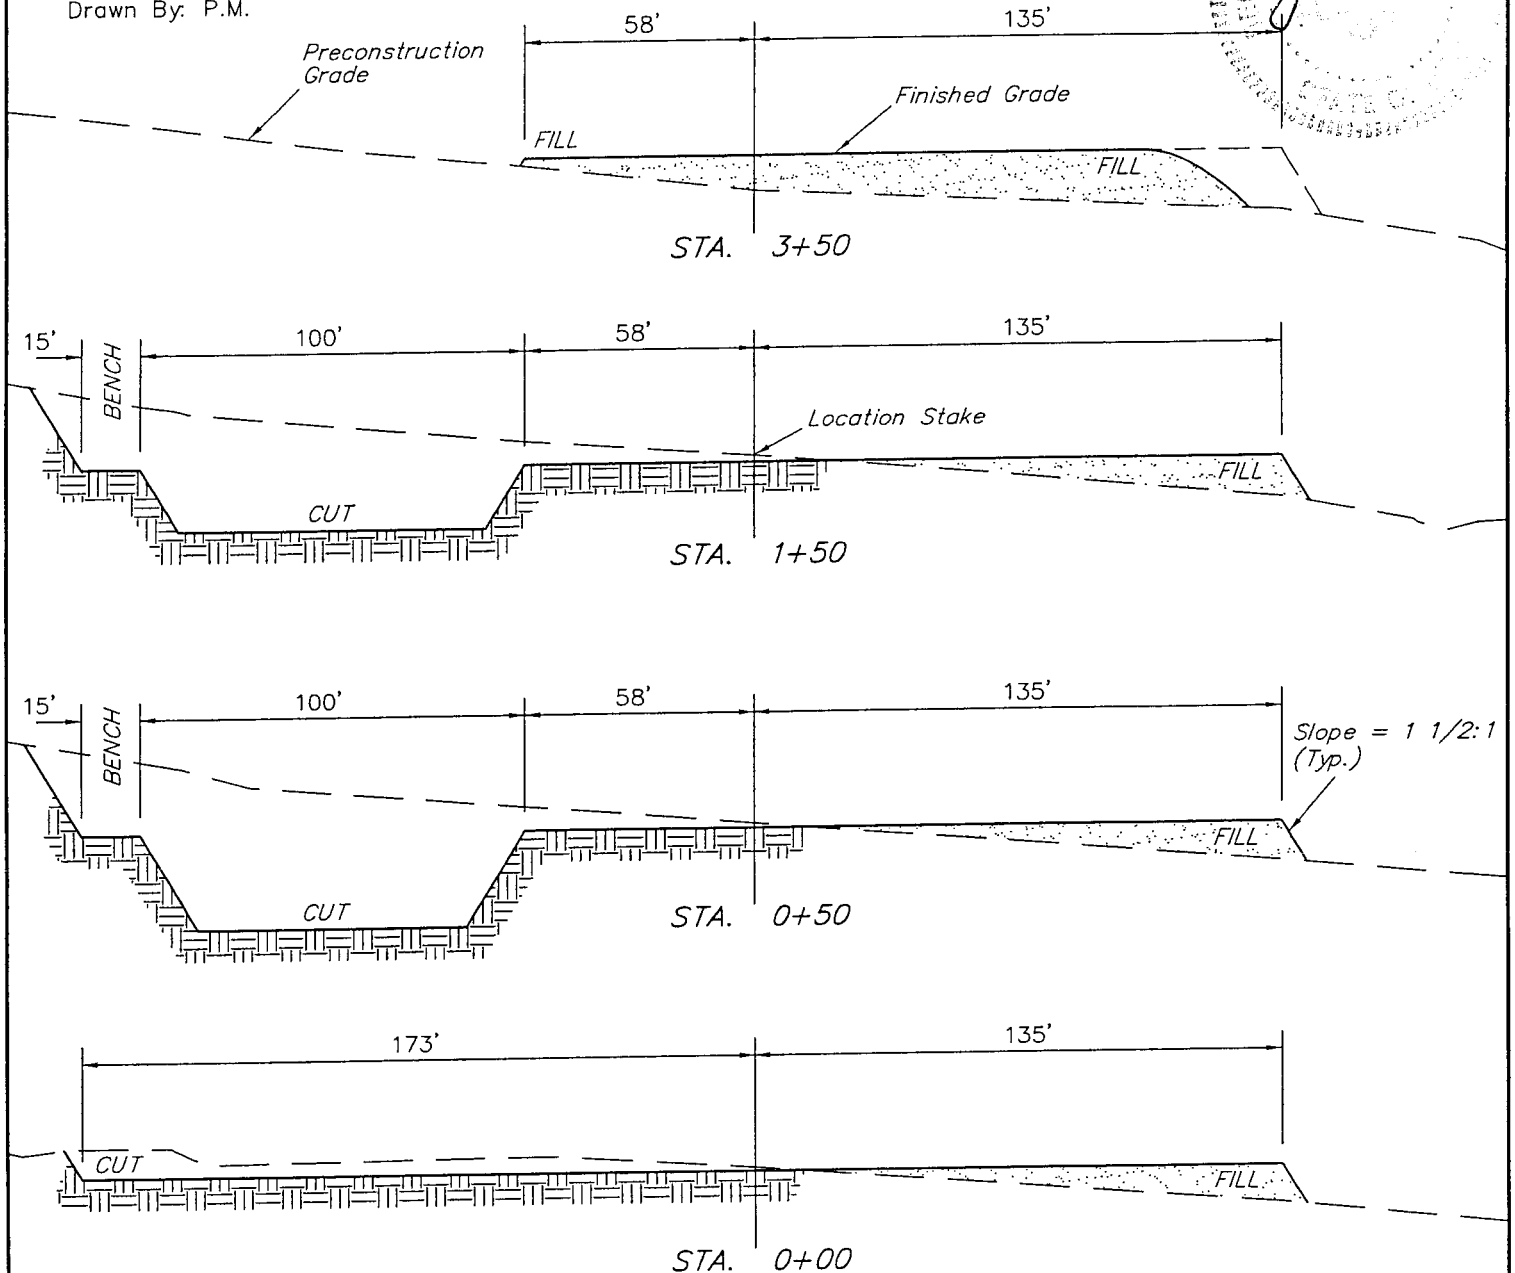 Drawn By: P.M.
58'
135'
Preconstruction
Grade
Finished Grade
FILL
FILL
STA. 3+50
15'
BENCH
100'
58'
135'
Location Stake
FILL
CUT
STA. 1+50
15'
BENCH
100'
58'
135'
Slope = 1 1/2:1
(Typ.)
FILL
CUT
STA. 0+50
173'
135'
CUT
FILL
STA. 0+00